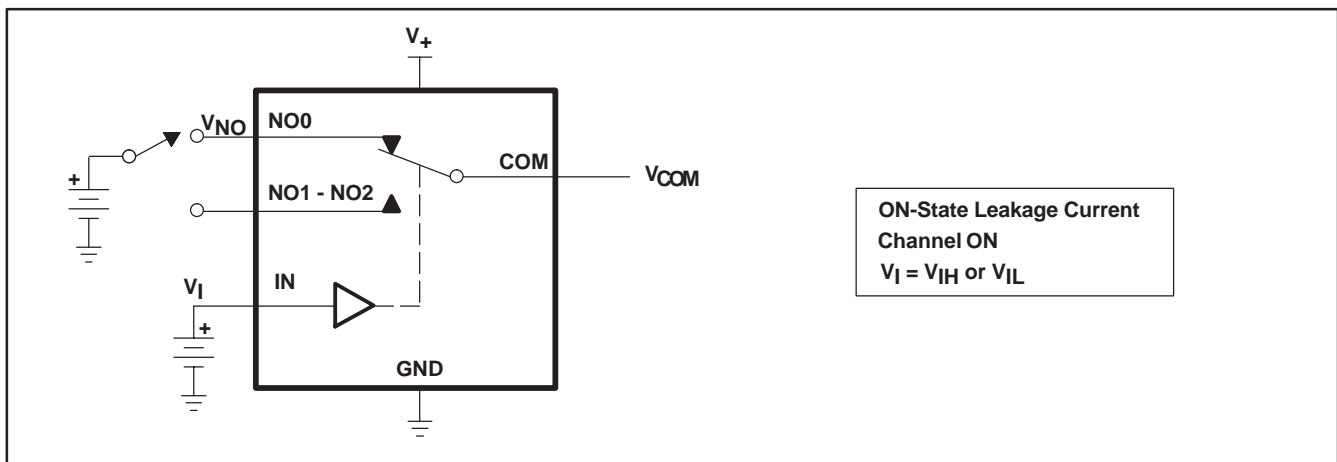 V+
VNO
NO0
+
COM
VCOM
NO1 - NO2
VI
IN
+
GND
ON-State Leakage Current
Channel ON
VI = VIH or VIL